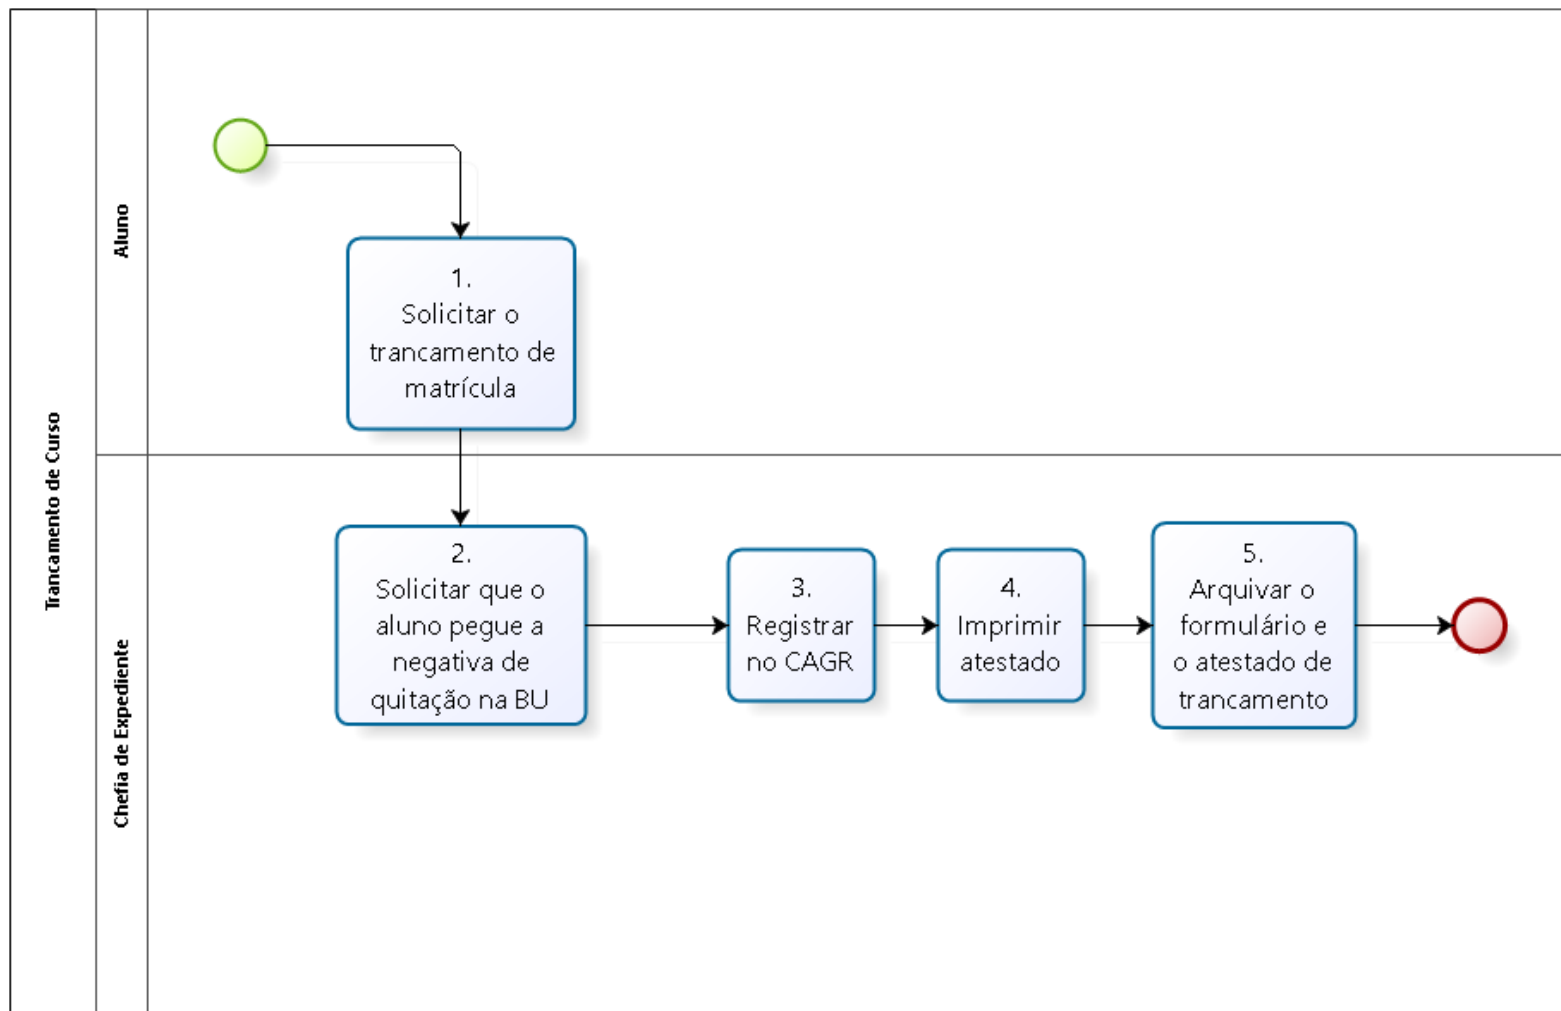 Trancamento de Curso
Aluno
1.
Solicitar o
trancamento de
matrícula
Chefia de Expediente
2.
Solicitar que o
aluno pegue a
negativa de
quitação na BU
3.
Registrar
no CAGR
4.
Imprimir
atestado
5.
Arquivar o
formulário e
o atestado de
trancamento